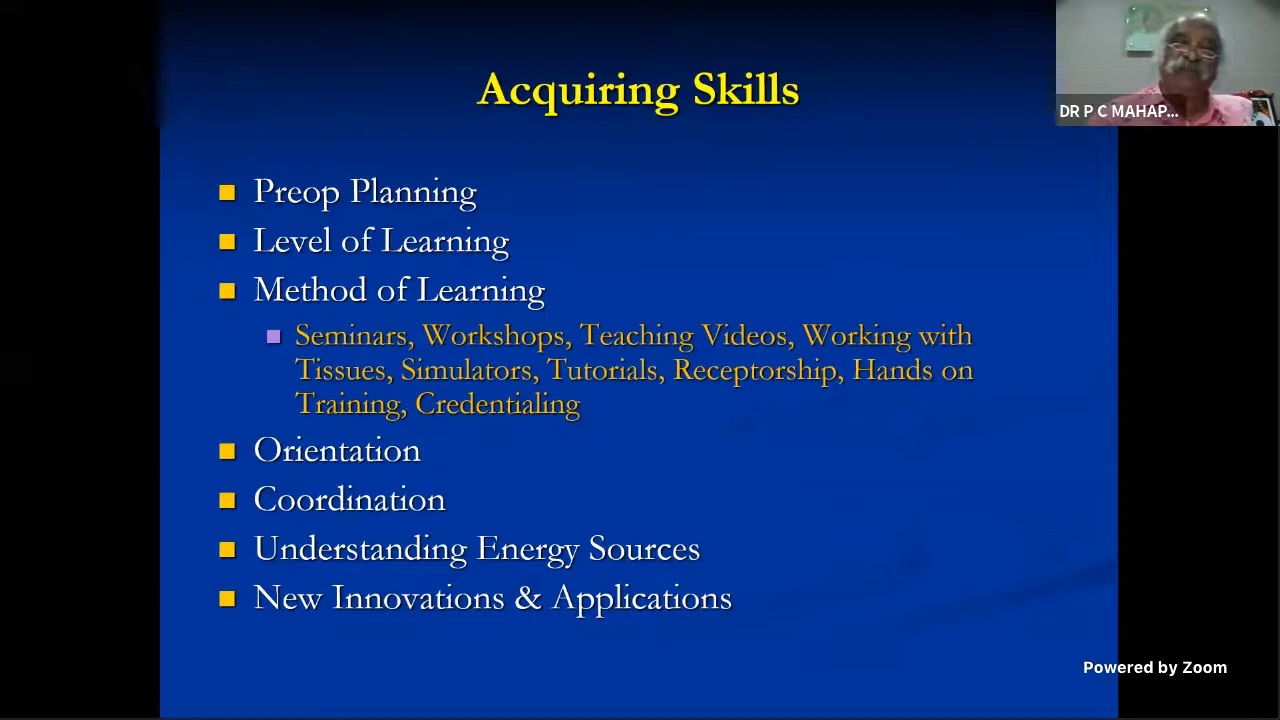 Acquiring Skills
DR P C MAHAP...
Preop Planning
Level of Learning
Method of Learning
Seminars, Workshops, Teaching Videos, Working with
Tissues, Simulators, Tutorials, Receptorship, Hands on
Training, Credentialing
Orientation
Coordination
Understanding Energy Sources
New Innovations & Applications
Powered by Zoom